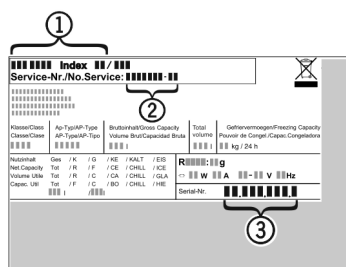 1
Index /
Service-Nr./No.Service: -
2
Klasse/Class Ap-Typ/AP-Type Bruttoinhalt/Gross Capacity Total Gefriervermoegen/Freezing Capacity
Classe/Clase AP-Type/AP-Tipo Volume Brut/Capacidad Bruta volume Pouvoir de Congel./Capac.Congeladora
l l kg / 24 h
Nutzinhalt Ges / K / G / KE / KALT / EIS
Net.Capacity Tot / R / F / CE / CHILL / ICE
Volume Utile Tot / R / C / CA / CHILL / GLA
Capac. Util Tot / F / C / BO / CHILL / HIE
l / l
R : g
W A - V Hz
Serial-Nr. . . .
3